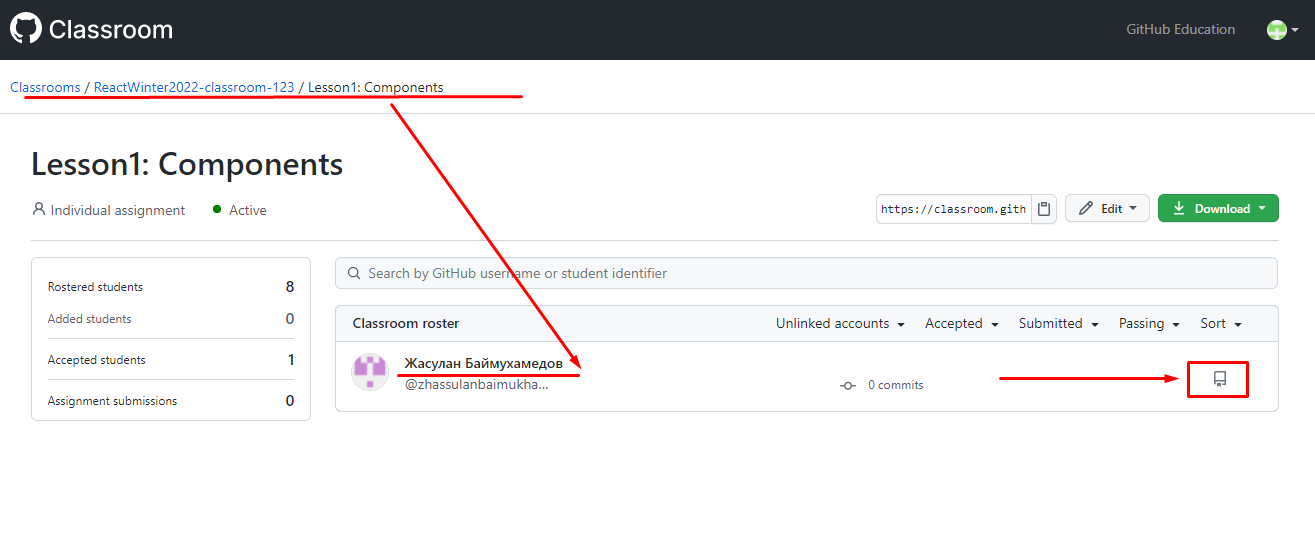 Classroom
GitHub Education
Classrooms / ReactWinter2022-classroom-123 / Lesson1: Components
Lesson1: Components
Individual assignment
Active
https://classroom.gith
Edit
Download
Rostered students 8
Added students 0
Accepted students 1
Assignment submissions 0
Search by GitHub username or student identifier
Classroom roster
Unlinked accounts
Accepted
Submitted
Passing
Sort
Жасулан Баймухамедов
@zhassulanbaimukha...
0 commits